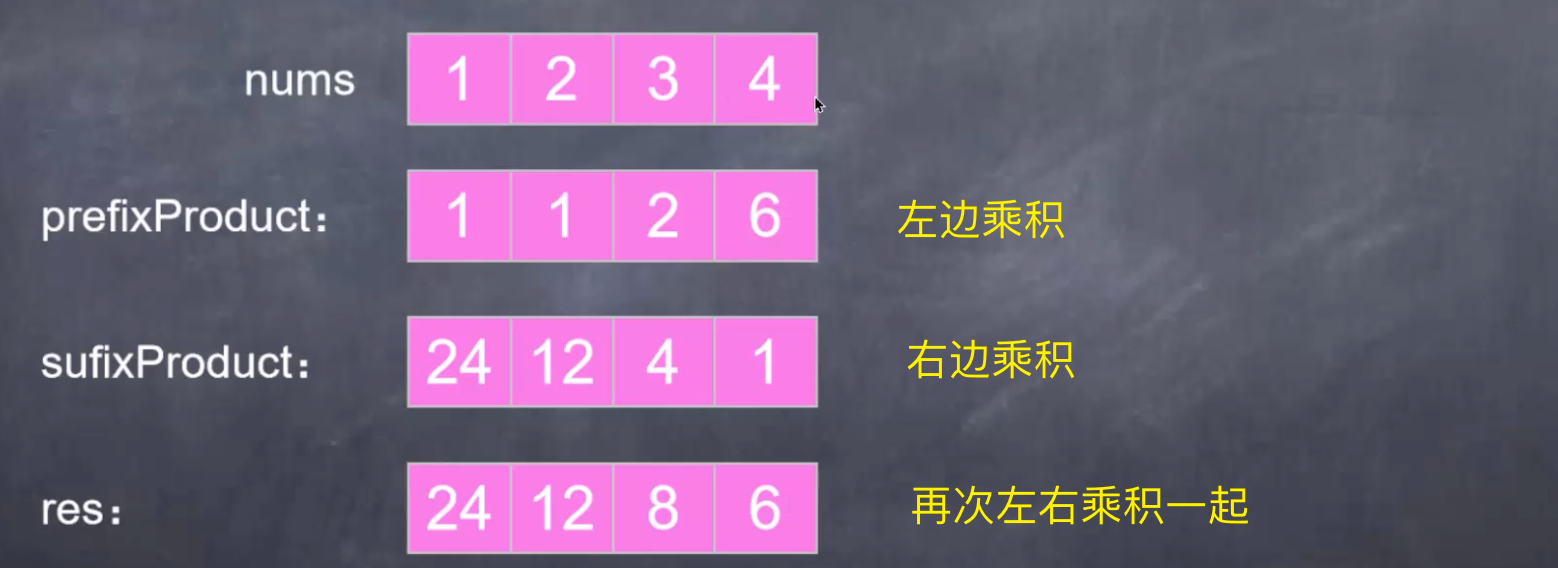 nums 1 2 3 4
prefixProduct： 1 1 2 6 左边乘积
sufixProduct： 24 12 4 1 右边乘积
res： 24 12 8 6 再次左右乘积一起